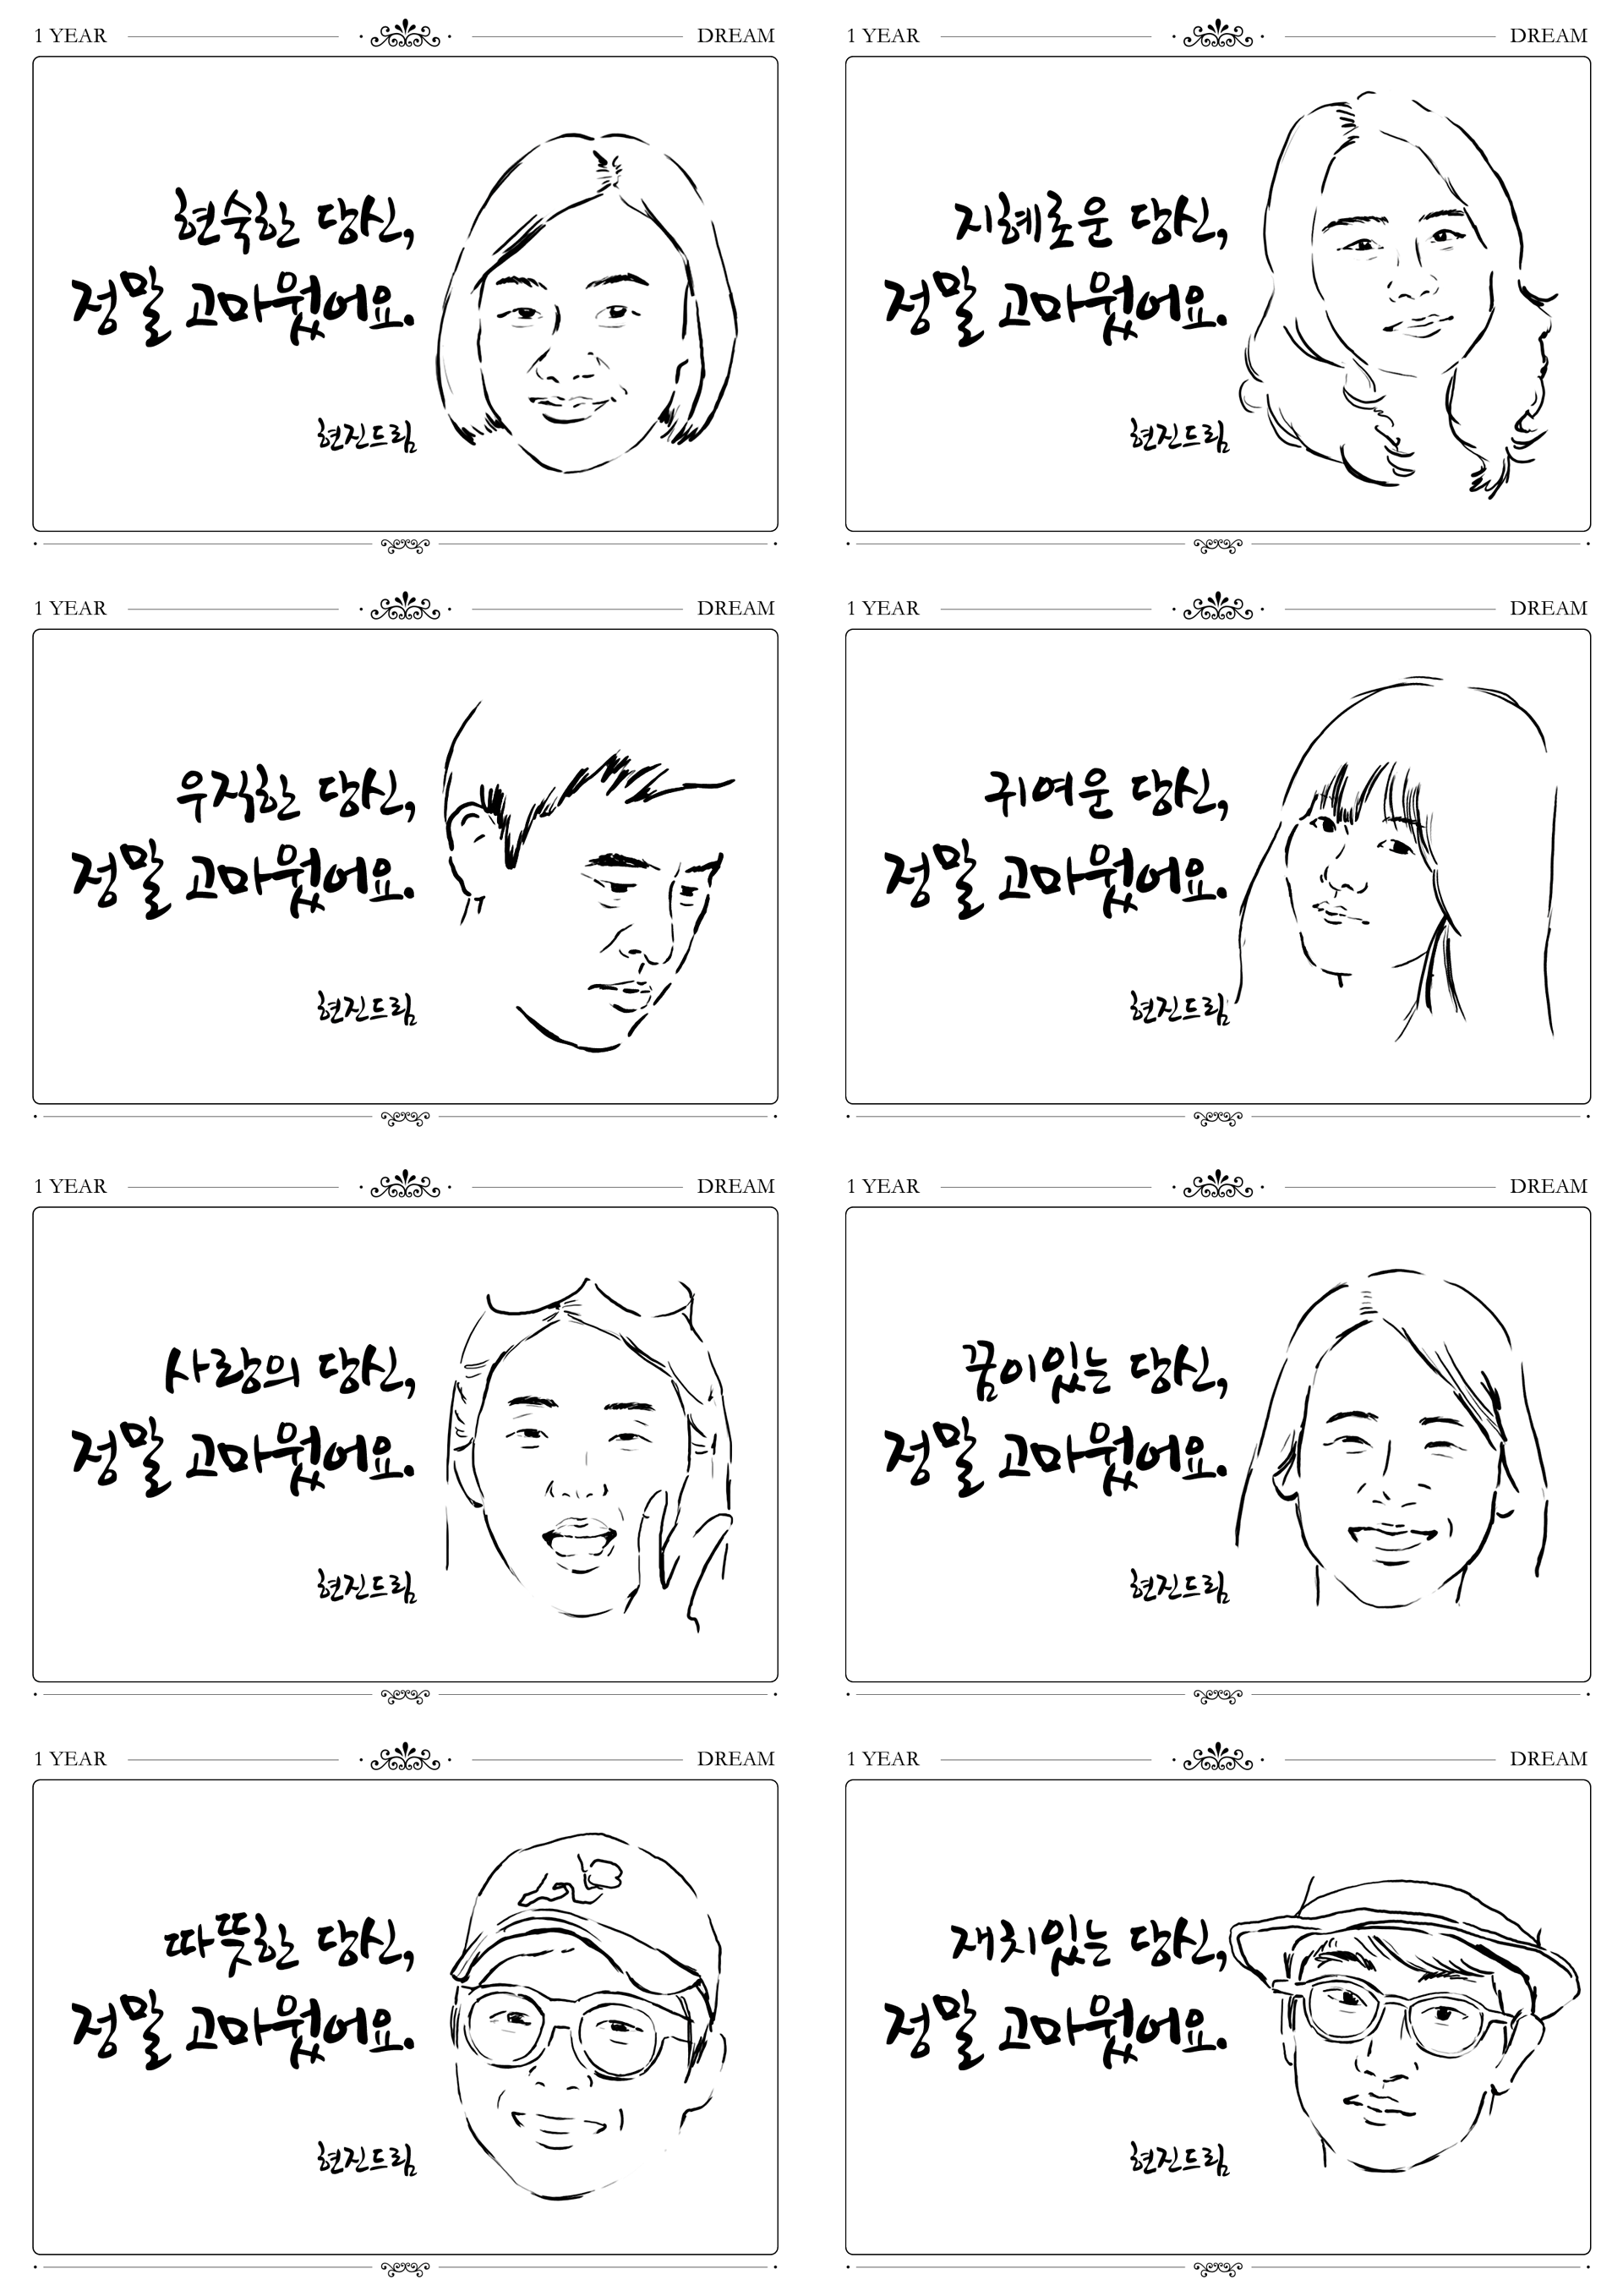 1 YEAR DREAM
현숙한 당신,
정말 고마웠어요.
현진드림
1 YEAR DREAM
지혜로운 당신,
정말 고마웠어요.
현진드림
1 YEAR DREAM
우직한 당신,
정말 고마웠어요.
현진드림
1 YEAR DREAM
귀여운 당신,
정말 고마웠어요.
현진드림
1 YEAR DREAM
사랑의 당신,
정말 고마웠어요.
현진드림
1 YEAR DREAM
꿈이있는 당신,
정말 고마웠어요.
현진드림
1 YEAR DREAM
따뜻한 당신,
정말 고마웠어요.
현진드림
1 YEAR DREAM
재치있는 당신,
정말 고마웠어요.
현진드림